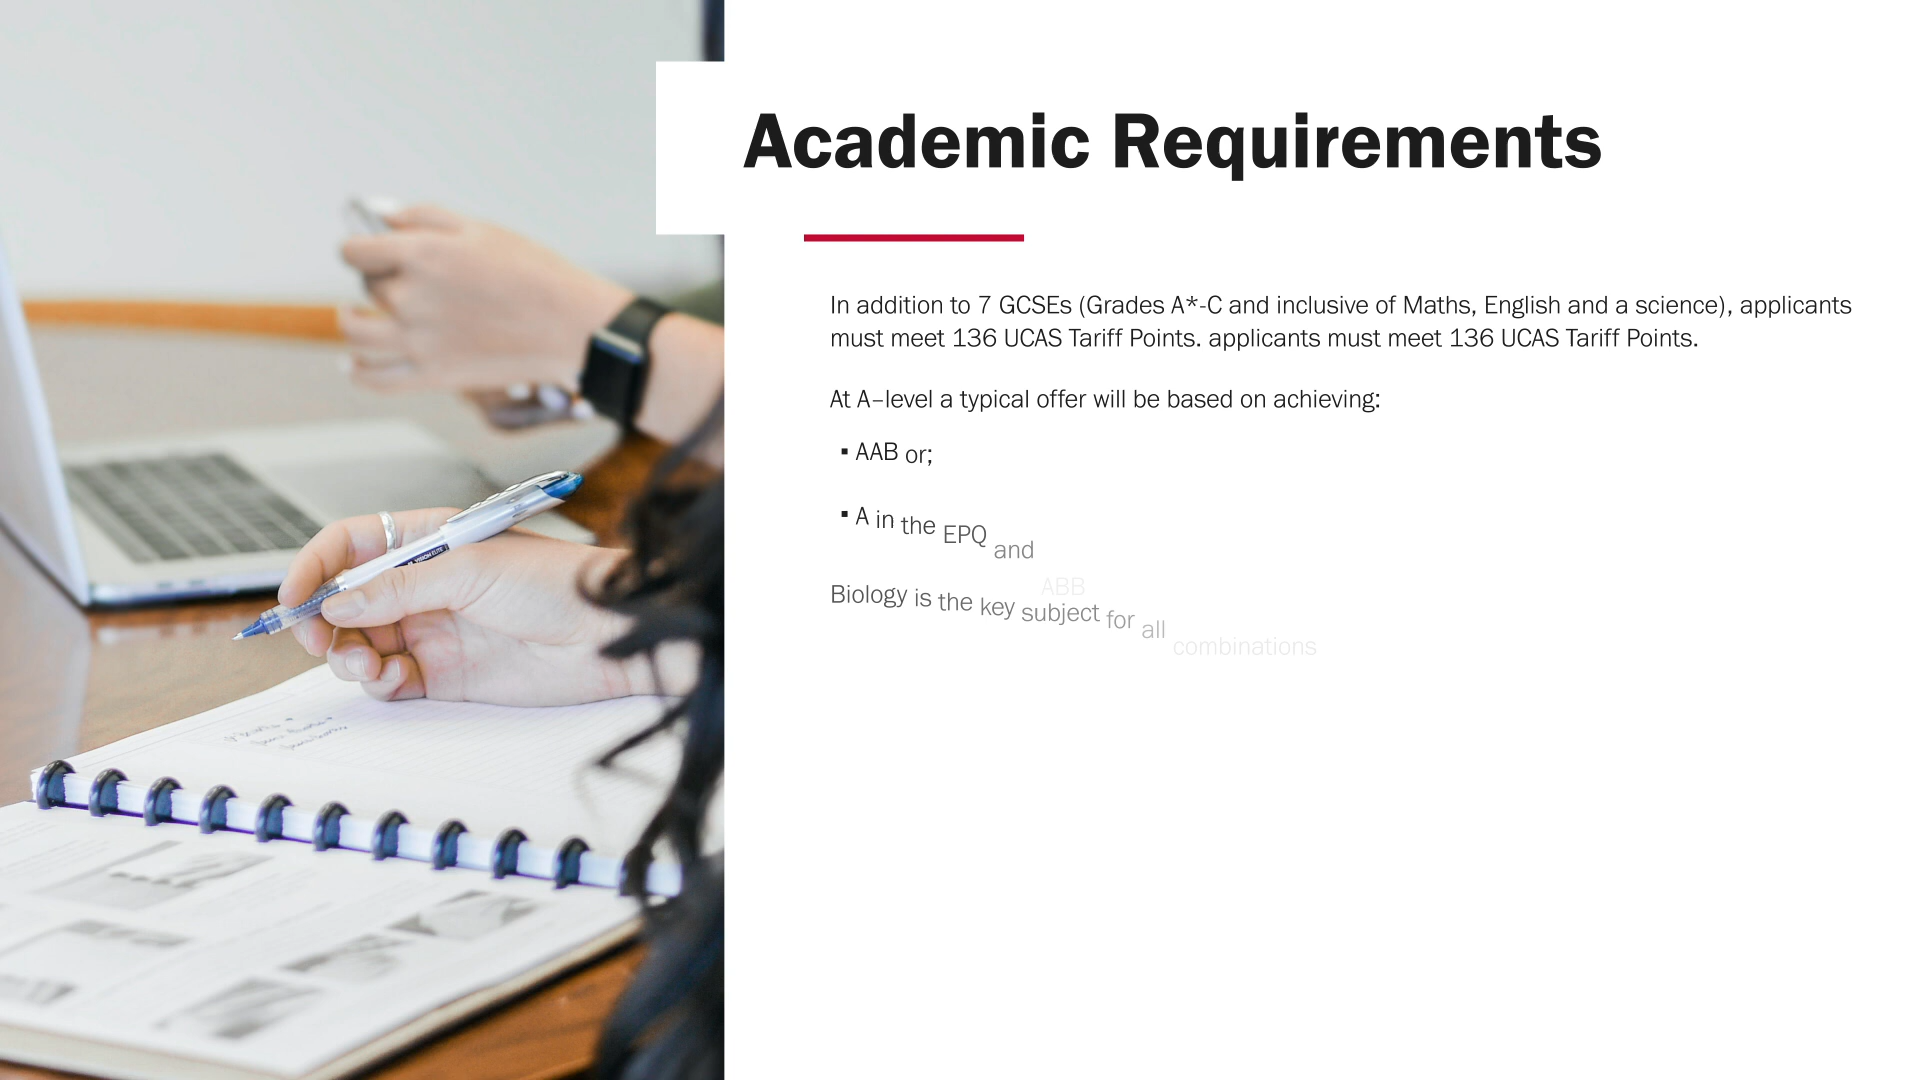 Academic Requirements
In addition to 7 GCSEs (Grades A*-C and inclusive of Maths, English and a science), applicants
must meet 136 UCAS Tariff Points. applicants must meet 136 UCAS Tariff Points.
At A–level a typical offer will be based on achieving:
▪ AAB or;
▪ A in the EPQ and ABB
Biology is the key subject for all combinations